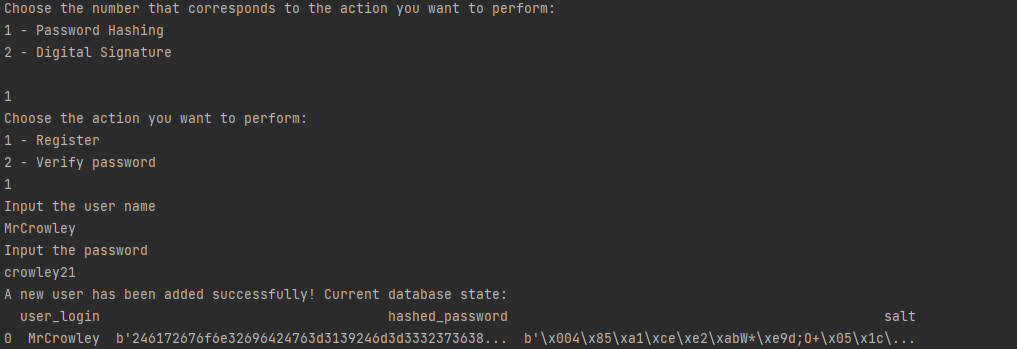 Choose the number that corresponds to the action you want to perform:
1 - Password Hashing
2 - Digital Signature
1
Choose the action you want to perform:
1 - Register
2 - Verify password
1
Input the user name
MrCrowley
Input the password
crowley21
A new user has been added successfully! Current database state:
user_login hashed_password salt
0 MrCrowley b'246172676f6e32696424763d3139246d3d3332373638... b'\x004\x85\xa1\xce\xe2\xabW*\xe9d;O+\x05\x1c\...